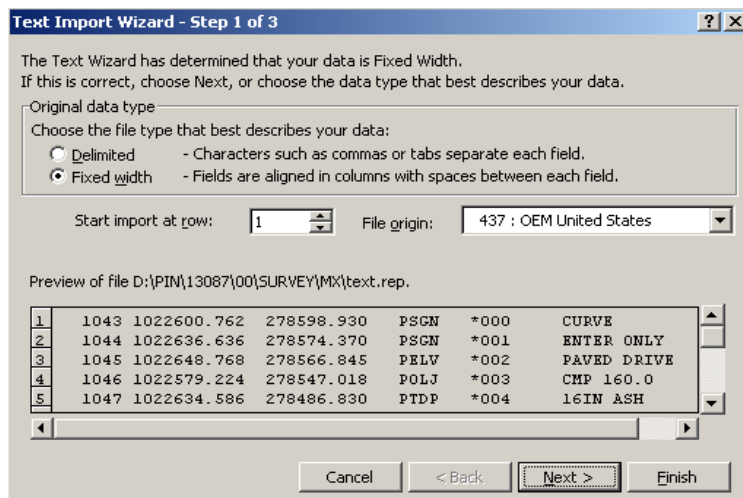 Text Import Wizard - Step 1 of 3
The Text Wizard has determined that your data is Fixed Width.
If this is correct, choose Next, or choose the data type that best describes your data.
Original data type
Choose the file type that best describes your data:
Delimited - Characters such as commas or tabs separate each field.
Fixed width - Fields are aligned in columns with spaces between each field.
Start import at row: 1 File origin: 437 : OEM United States
Preview of file D:\PIN\13087\00\SURVEY\MX\text.rep.
1 1043 1022600.762 278598.930 PSGN *000 CURVE
2 1044 1022636.636 278574.370 PSGN *001 ENTER ONLY
3 1045 1022648.768 278566.845 PELV *002 PAVED DRIVE
4 1046 1022579.224 278547.018 POLJ *003 CMP 160.0
5 1047 1022634.586 278486.830 PTDP *004 16IN ASH
Cancel < Back Next > Finish